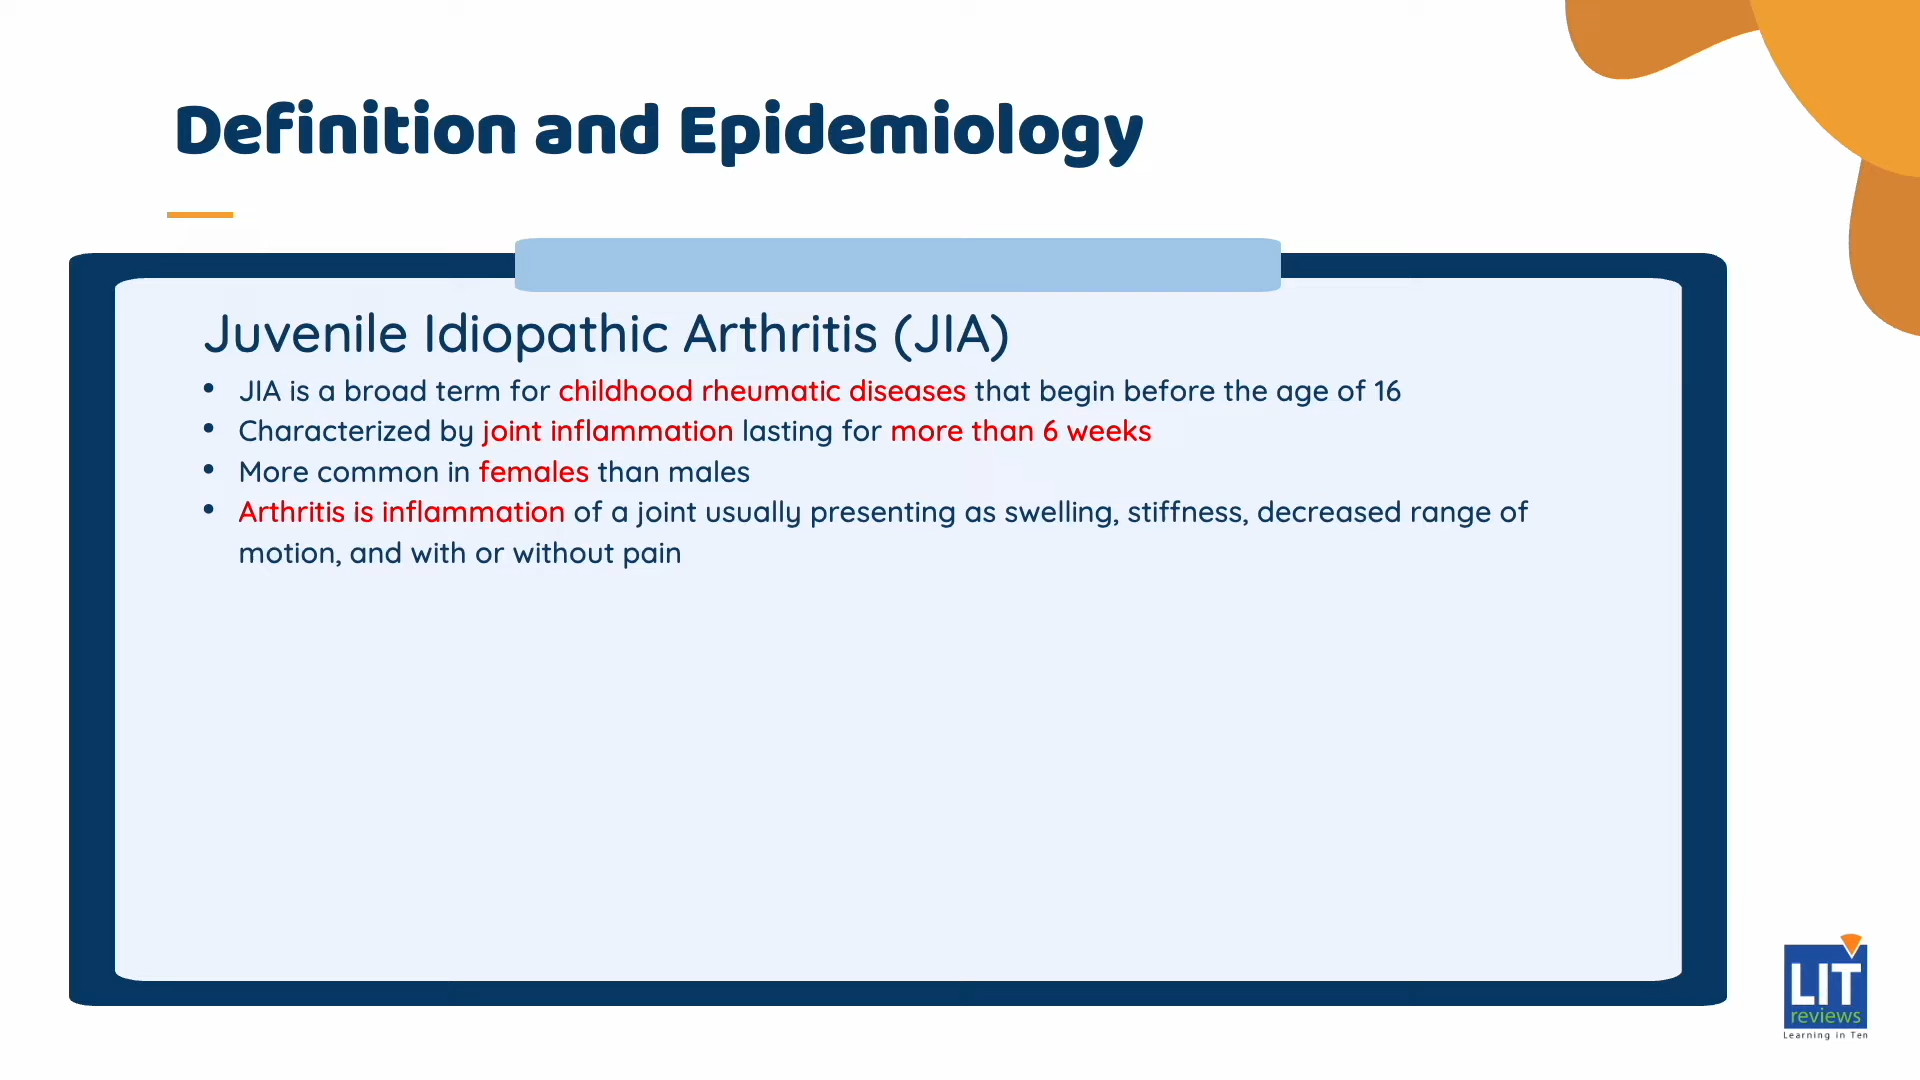 Definition and Epidemiology
Juvenile Idiopathic Arthritis (JIA)
• JIA is a broad term for childhood rheumatic diseases that begin before the age of 16
• Characterized by joint inflammation lasting for more than 6 weeks
• More common in females than males
• Arthritis is inflammation of a joint usually presenting as swelling, stiffness, decreased range of
motion, and with or without pain
LIT
reviews
Learning in Ten